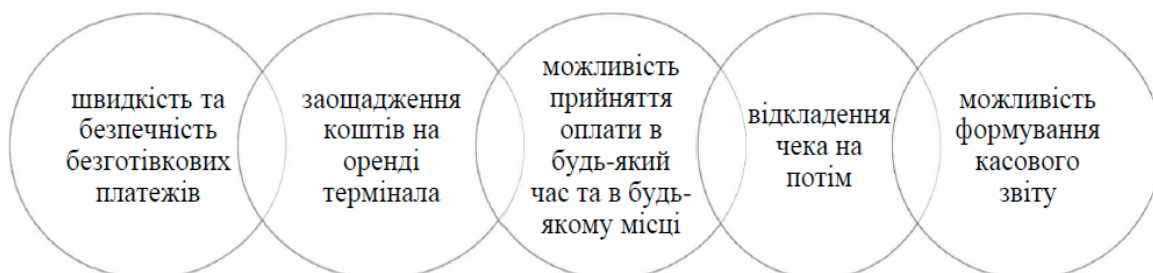 швидкість та
безпечність
безготівкових
платежів
заощадження
коштів на
оренді
термінала
можливість
прийняття
оплати в
будь-який
час та в будь-
якому місці
відкладення
чека на
потім
можливість
формування
касового
звіту